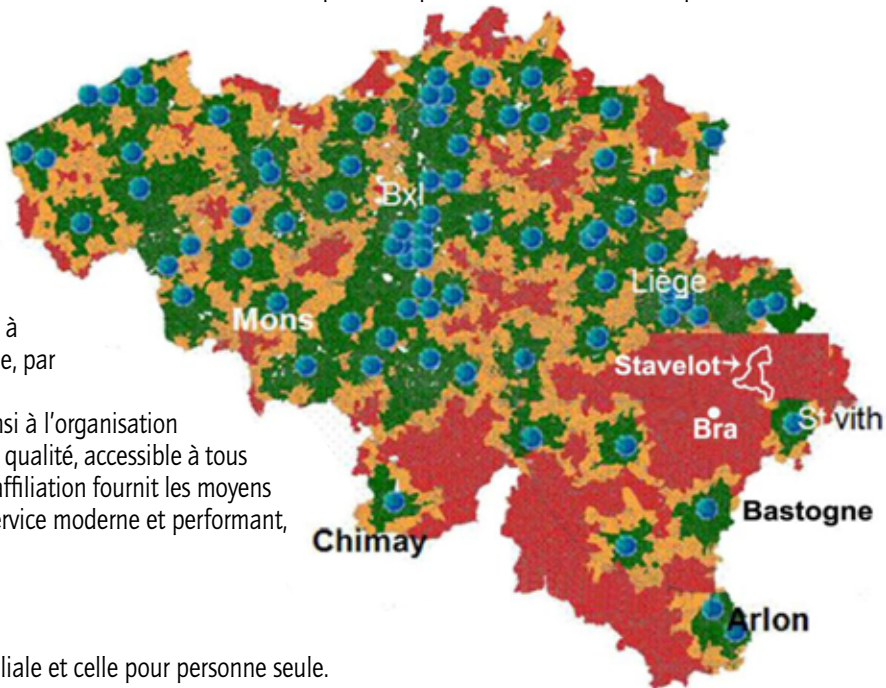 Bxl
Liège
Mons
à
e, par
Stavelot→
nsi à l'organisation
Bra
St vith
qualité, accessible à tous
affiliation fournit les moyens
ervice moderne et performant,
Bastogne
Chimay
Arlon
liale et celle pour personne seule.